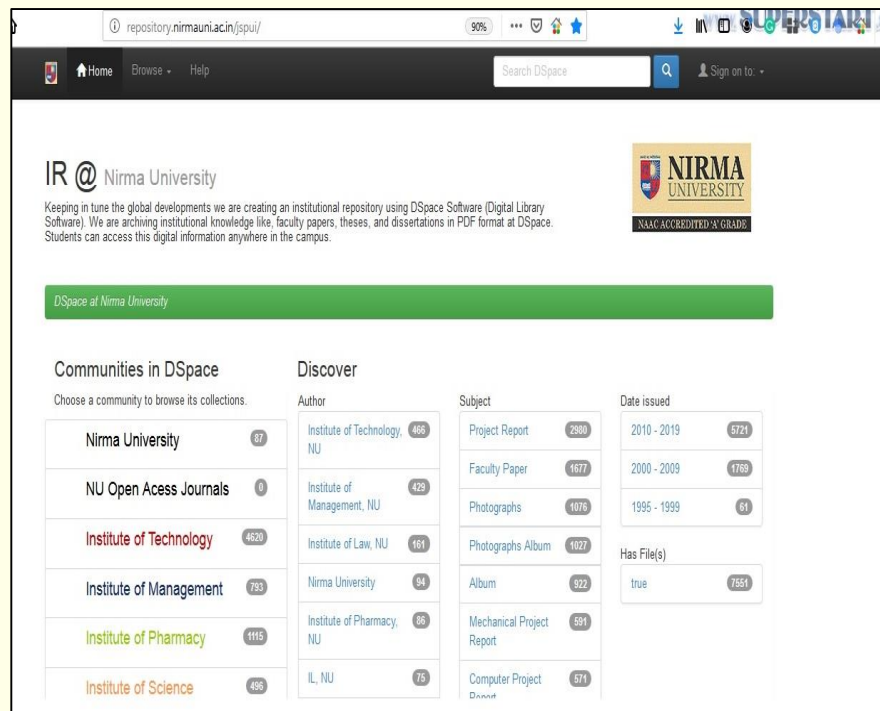 repository.nirmauni.ac.in/jspui/
90%
SUPERSTART
Home
Browse
Help
Search DSpace
Sign on to:
IR @ Nirma University
Keeping in tune the global developments we are creating an institutional repository using DSpace Software (Digital Library
Software). We are archiving institutional knowledge like, faculty papers, theses, and dissertations in PDF format at DSpace.
Students can access this digital information anywhere in the campus.
NIRMA
UNIVERSITY
NAAC ACCREDITED 'A' GRADE
DSpace at Nirma University
Communities in DSpace
Choose a community to browse its collections.
Nirma University 87
NU Open Acess Journals 0
Institute of Technology 4620
Institute of Management 793
Institute of Pharmacy 1115
Institute of Science 496
Discover
Author
Institute of Technology, 466
NU
Institute of 429
Management, NU
Institute of Law, NU 161
Nirma University 94
Institute of Pharmacy, 86
NU
IL, NU 75
Subject
Project Report 2980
Faculty Paper 1677
Photographs 1076
Photographs Album 1027
Album 922
Mechanical Project 591
Report
Computer Project 571
Report
Date issued
2010 - 2019 5721
2000 - 2009 1769
1995 - 1999 61
Has File(s)
true 7551